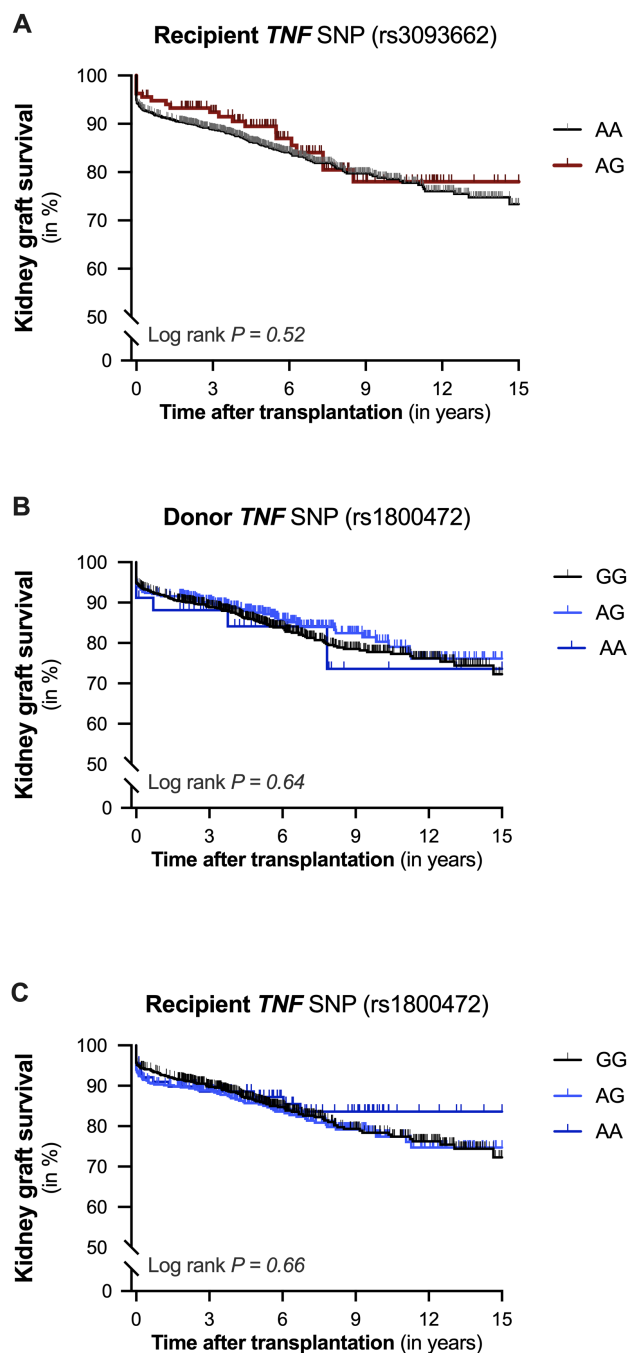 A
Recipient TNF SNP (rs3093662)
Kidney graft survival
(in %)
100
90
80
70
60
50
0
Log rank P = 0.52
0 3 6 9 12 15
Time after transplantation (in years)
AA
AG
B
Donor TNF SNP (rs1800472)
Kidney graft survival
(in %)
100
90
80
70
60
50
0
Log rank P = 0.64
0 3 6 9 12 15
Time after transplantation (in years)
GG
AG
AA
C
Recipient TNF SNP (rs1800472)
Kidney graft survival
(in %)
100
90
80
70
60
50
0
Log rank P = 0.66
0 3 6 9 12 15
Time after transplantation (in years)
GG
AG
AA